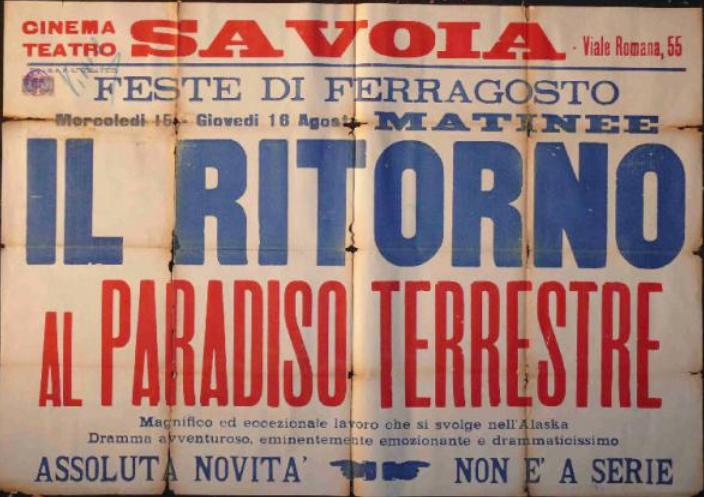 CINEMA TEATRO SAVOIA - Viale Romana, 55
FESTE DI FERRAGOSTO
Mercoledì 15 - Giovedì 16 Agosto MATINEE
IL RITORNO
AL PARADISO TERRESTRE
Magnifico ed eccezionale lavoro che si svolge nell'Alaska
Dramma avventuroso, eminentemente emozionante e drammaticissimo
ASSOLUTA NOVITA' NON E' A SERIE